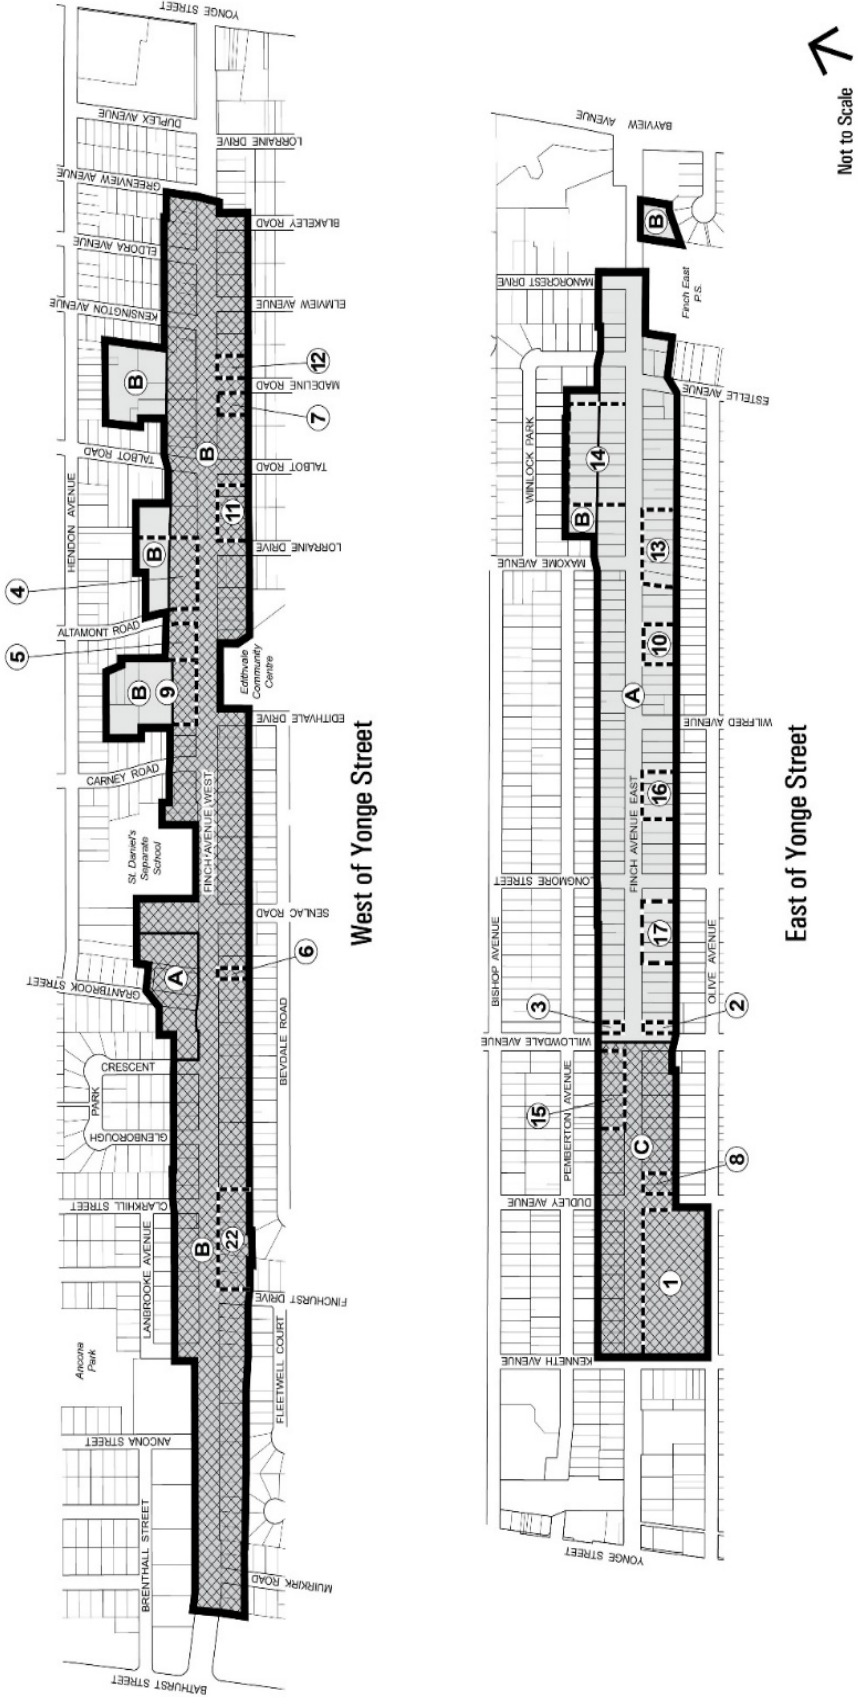 YONGE STREET
DUPLEX AVENUE
GREENVIEW AVENUE
LORRAINE DRIVE
ELDORA AVENUE
BLAKELEY ROAD
KENSINGTON AVENUE
ELMVIEW AVENUE
B
12
MADELINE ROAD
7
HENDON AVENUE
TALBOT ROAD
B
TALBOT ROAD
B
11
LORRAINE DRIVE
4
ALTAMONT ROAD
5
B
9
Edithvale
Community
Centre
EDITHVALE DRIVE
CARNEY ROAD
FINCH AVENUE WEST
St. Daniel's
Separate
School
SENLAC ROAD
GRANTBROOK STREET
A
6
BEVDALE ROAD
CRESCENT
PARK
GLENBOROUGH
CLARKHILL STREET
LANBROOKE AVENUE
B
22
FINCHURST DRIVE
Ancona
Park
FLEETWELL COURT
ANCONA STREET
BRENTHALL STREET
MUIRKIRK ROAD
BATHURST STREET
West of Yonge Street
BAYVIEW AVENUE
B
MANORCREST DRIVE
Finch East
P.S.
ESTELLE AVENUE
WINLOCK PARK
14
B
13
MAXOME AVENUE
10
A
WILFRED AVENUE
16
FINCH AVENUE EAST
LONGMORE STREET
BISHOP AVENUE
17
OLIVE AVENUE
3
2
WILLOWDALE AVENUE
PEMBERTON AVENUE
15
C
8
DUDLEY AVENUE
1
KENNETH AVENUE
YONGE STREET
East of Yonge Street
Not to Scale